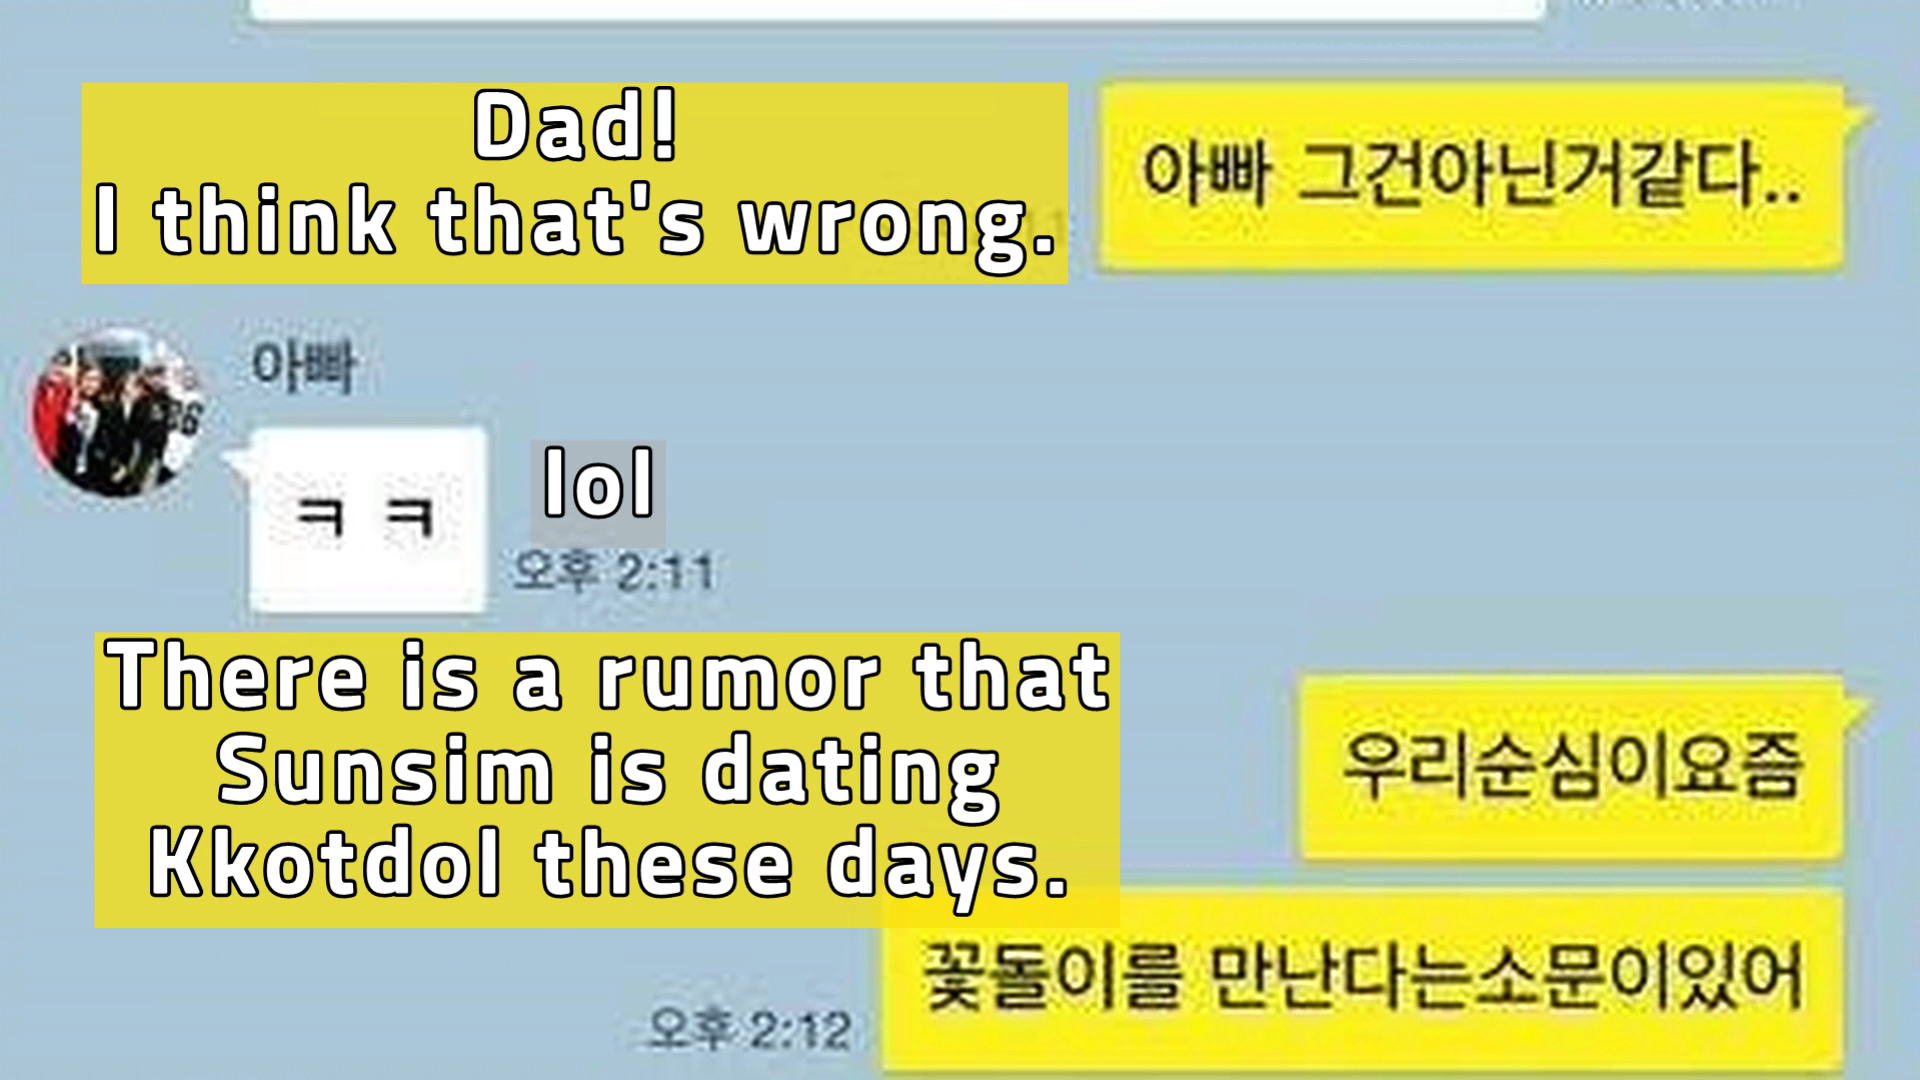 Dad!
I think that's wrong.
아빠 그건아닌거같다..
아빠
ㅋㅋ
lol
오후 2:11
There is a rumor that
Sunsim is dating
Kkotdol these days.
우리순심이요즘
꽃돌이를 만난다는소문이있어
오후 2:12